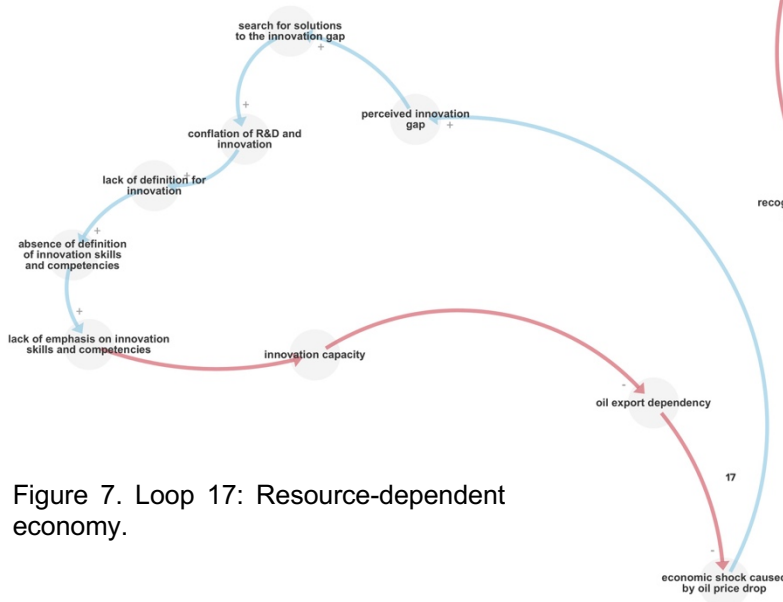 search for solutions
to the innovation gap
+
perceived innovation
gap
+
+
conflation of R&D and
innovation
lack of definition for
innovation
+
+
absence of definition
of innovation skills
and competencies
+
lack of emphasis on innovation
skills and competencies
innovation capacity
-
oil export dependency
17
-
economic shock caused
by oil price drop
recog
Figure 7. Loop 17: Resource-dependent
economy.